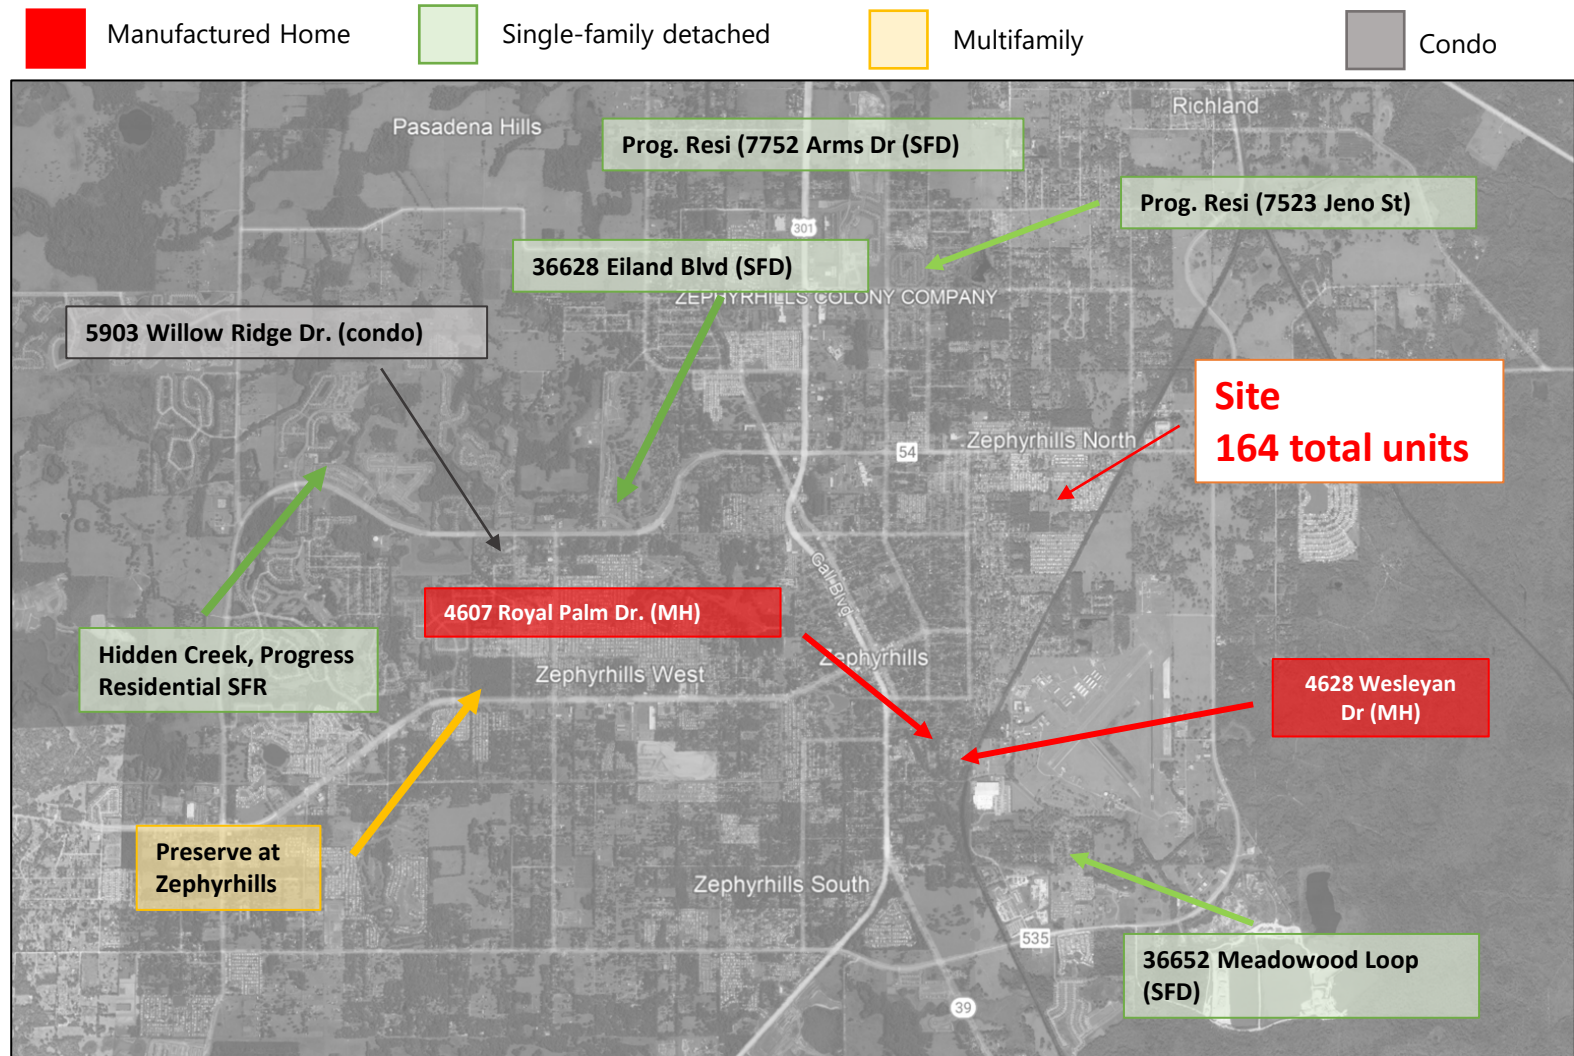 Manufactured Home
Single-family detached
Multifamily
Condo
Pasadena Hills
Richland
Prog. Resi (7752 Arms Dr (SFD)
Prog. Resi (7523 Jeno St)
301
36628 Eiland Blvd (SFD)
ZEPHYRHILLS COLONY COMPANY
5903 Willow Ridge Dr. (condo)
Site
164 total units
Zephyrhills North
54
Gall Blvd
4607 Royal Palm Dr. (MH)
Hidden Creek, Progress
Residential SFR
Zephyrhills West
Zephyrhills
4628 Wesleyan
Dr (MH)
Preserve at
Zephyrhills
Zephyrhills South
535
36652 Meadowood Loop
(SFD)
39